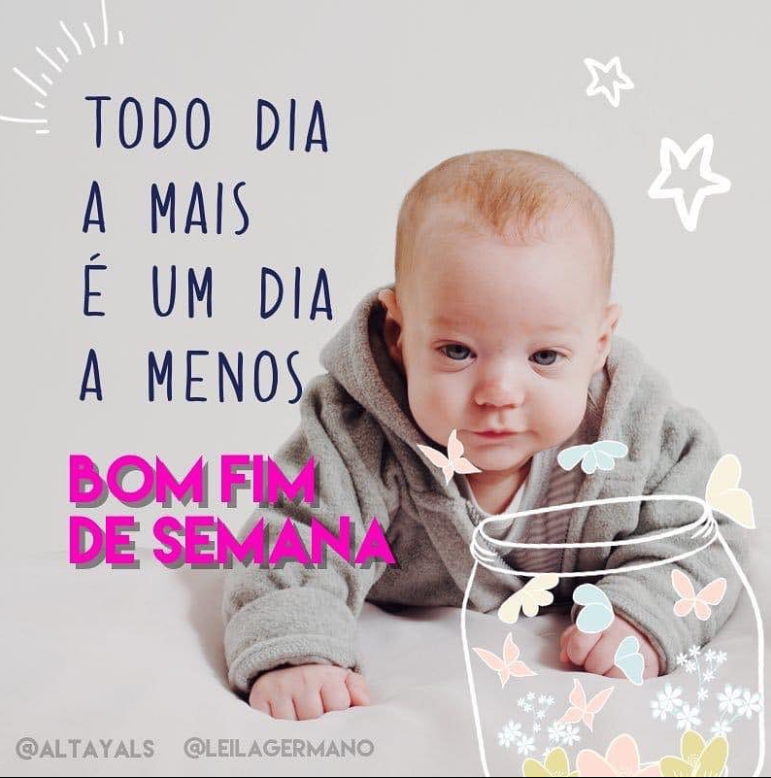 TODO DIA
A MAIS
É UM DIA
A MENOS
BOM FIM
DE SEMANA
@ALTAYALS @LEILAGERMANO